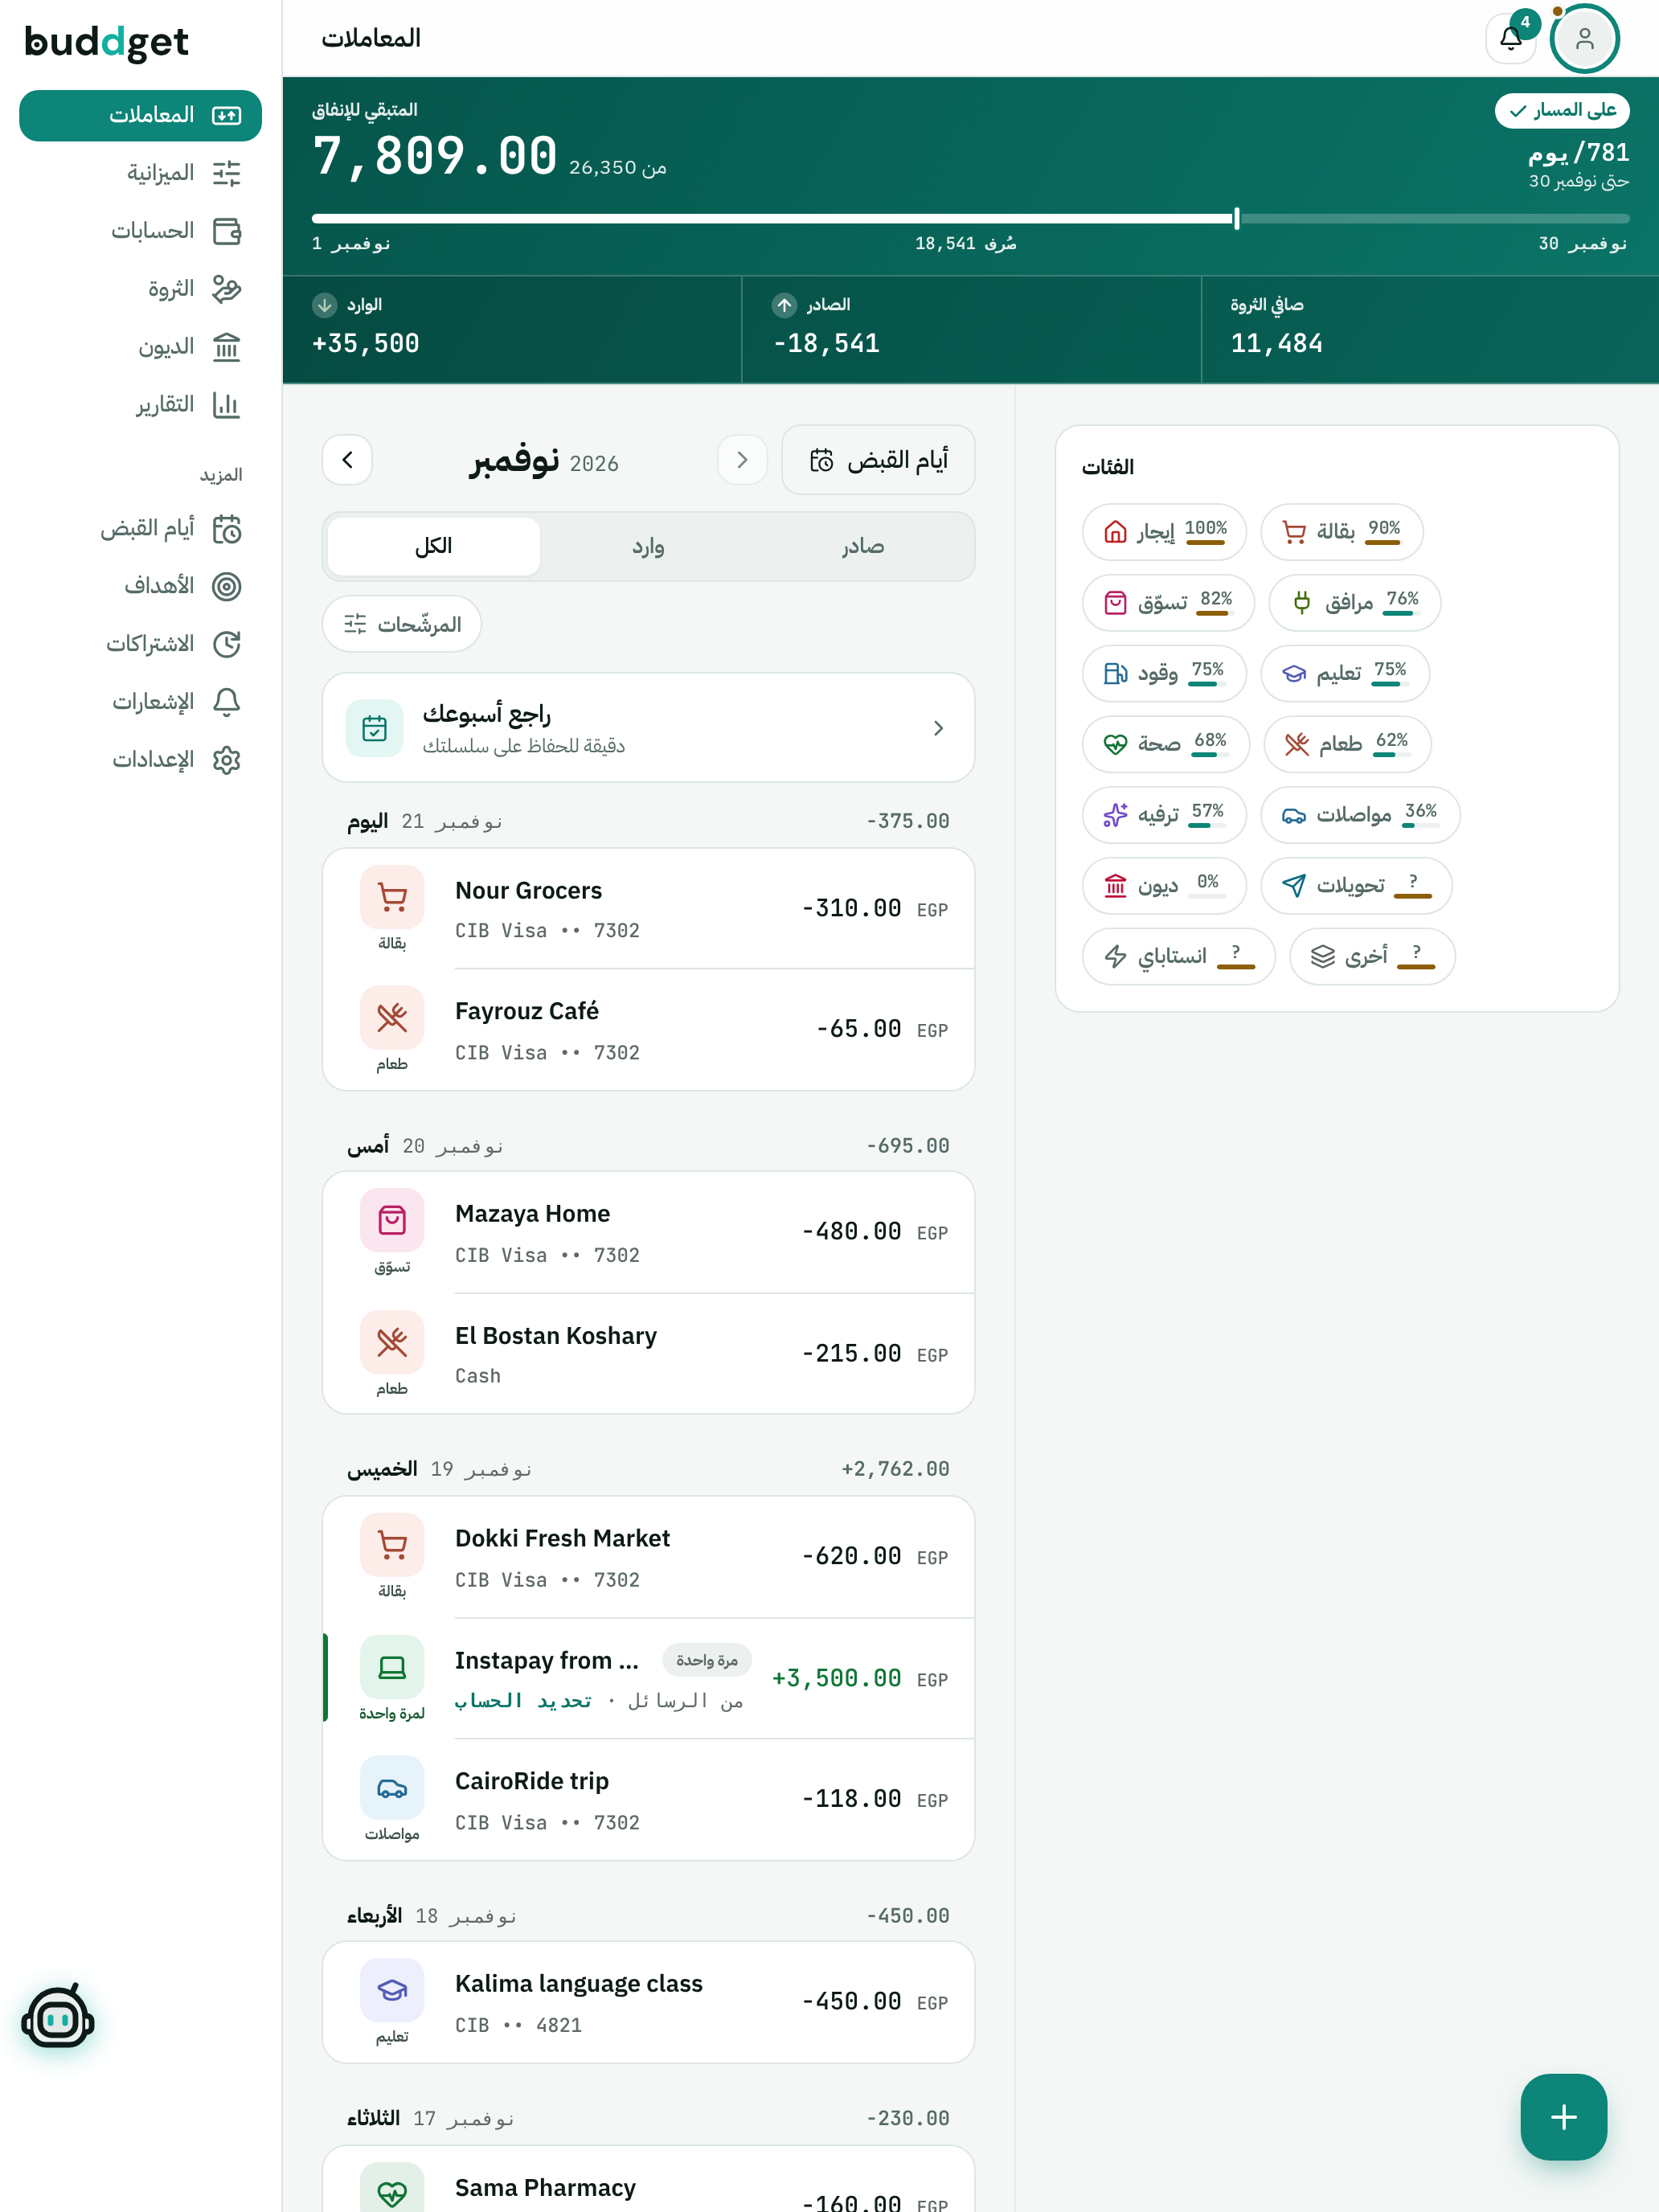 buddget
المعاملات
الميزانية
الحسابات
الثروة
الديون
التقارير
المزيد
أيام القبض
الأهداف
الاشتراكات
الإشعارات
الإعدادات
المعاملات
4
المتبقي للإنفاق
7,809.00 من 26,350
على المسار
781/يوم
حتى نوفمبر 30
نوفمبر 1
صُرف 18,541
نوفمبر 30
الوارد
+35,500
الصادر
-18,541
صافي الثروة
11,484
نوفمبر 2026
أيام القبض
الكل
وارد
صادر
المرشّحات
راجع أسبوعك
دقيقة للحفاظ على سلسلتك
اليوم نوفمبر 21 -375.00
Nour Grocers
CIB Visa •• 7302
-310.00 EGP
بقالة
Fayrouz Café
CIB Visa •• 7302
-65.00 EGP
طعام
أمس نوفمبر 20 -695.00
Mazaya Home
CIB Visa •• 7302
-480.00 EGP
تسوّق
El Bostan Koshary
Cash
-215.00 EGP
طعام
الخميس نوفمبر 19 +2,762.00
Dokki Fresh Market
CIB Visa •• 7302
-620.00 EGP
بقالة
Instapay from ...
مرة واحدة
+3,500.00 EGP
من الرسائل · تحديد الحساب
لمرة واحدة
CairoRide trip
CIB Visa •• 7302
-118.00 EGP
مواصلات
الأربعاء نوفمبر 18 -450.00
Kalima language class
CIB •• 4821
-450.00 EGP
تعليم
الثلاثاء نوفمبر 17 -230.00
Sama Pharmacy
-160.00 EGP
الفئات
إيجار 100%
بقالة 90%
تسوّق 82%
مرافق 76%
وقود 75%
تعليم 75%
صحة 68%
طعام 62%
ترفيه 57%
مواصلات 36%
ديون 0%
تحويلات ?
انستاباي ?
أخرى ?